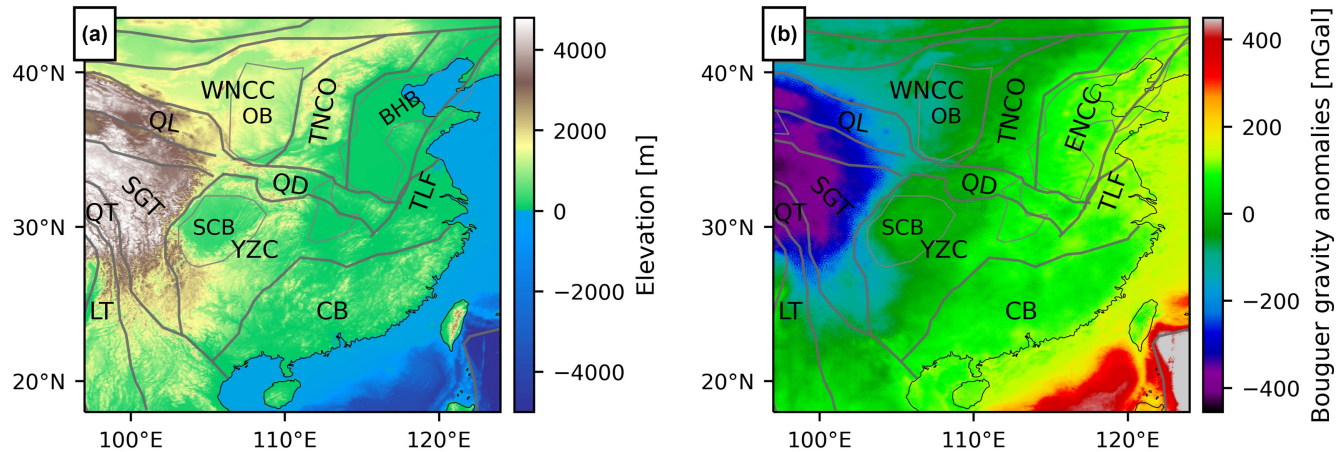 (a)
40°N
30°N
20°N
100°E
110°E
120°E
WNCC
OB
TNCO
BHB
QL
QD
SGT
QT
TLF
SCB
YZC
LT
CB
4000
2000
0
−2000
−4000
Elevation [m]
(b)
40°N
30°N
20°N
100°E
110°E
120°E
WNCC
OB
TNCO
ENCC
QL
QD
SGT
QT
TLF
SCB
YZC
LT
CB
400
200
0
−200
−400
Bouguer gravity anomalies [mGal]